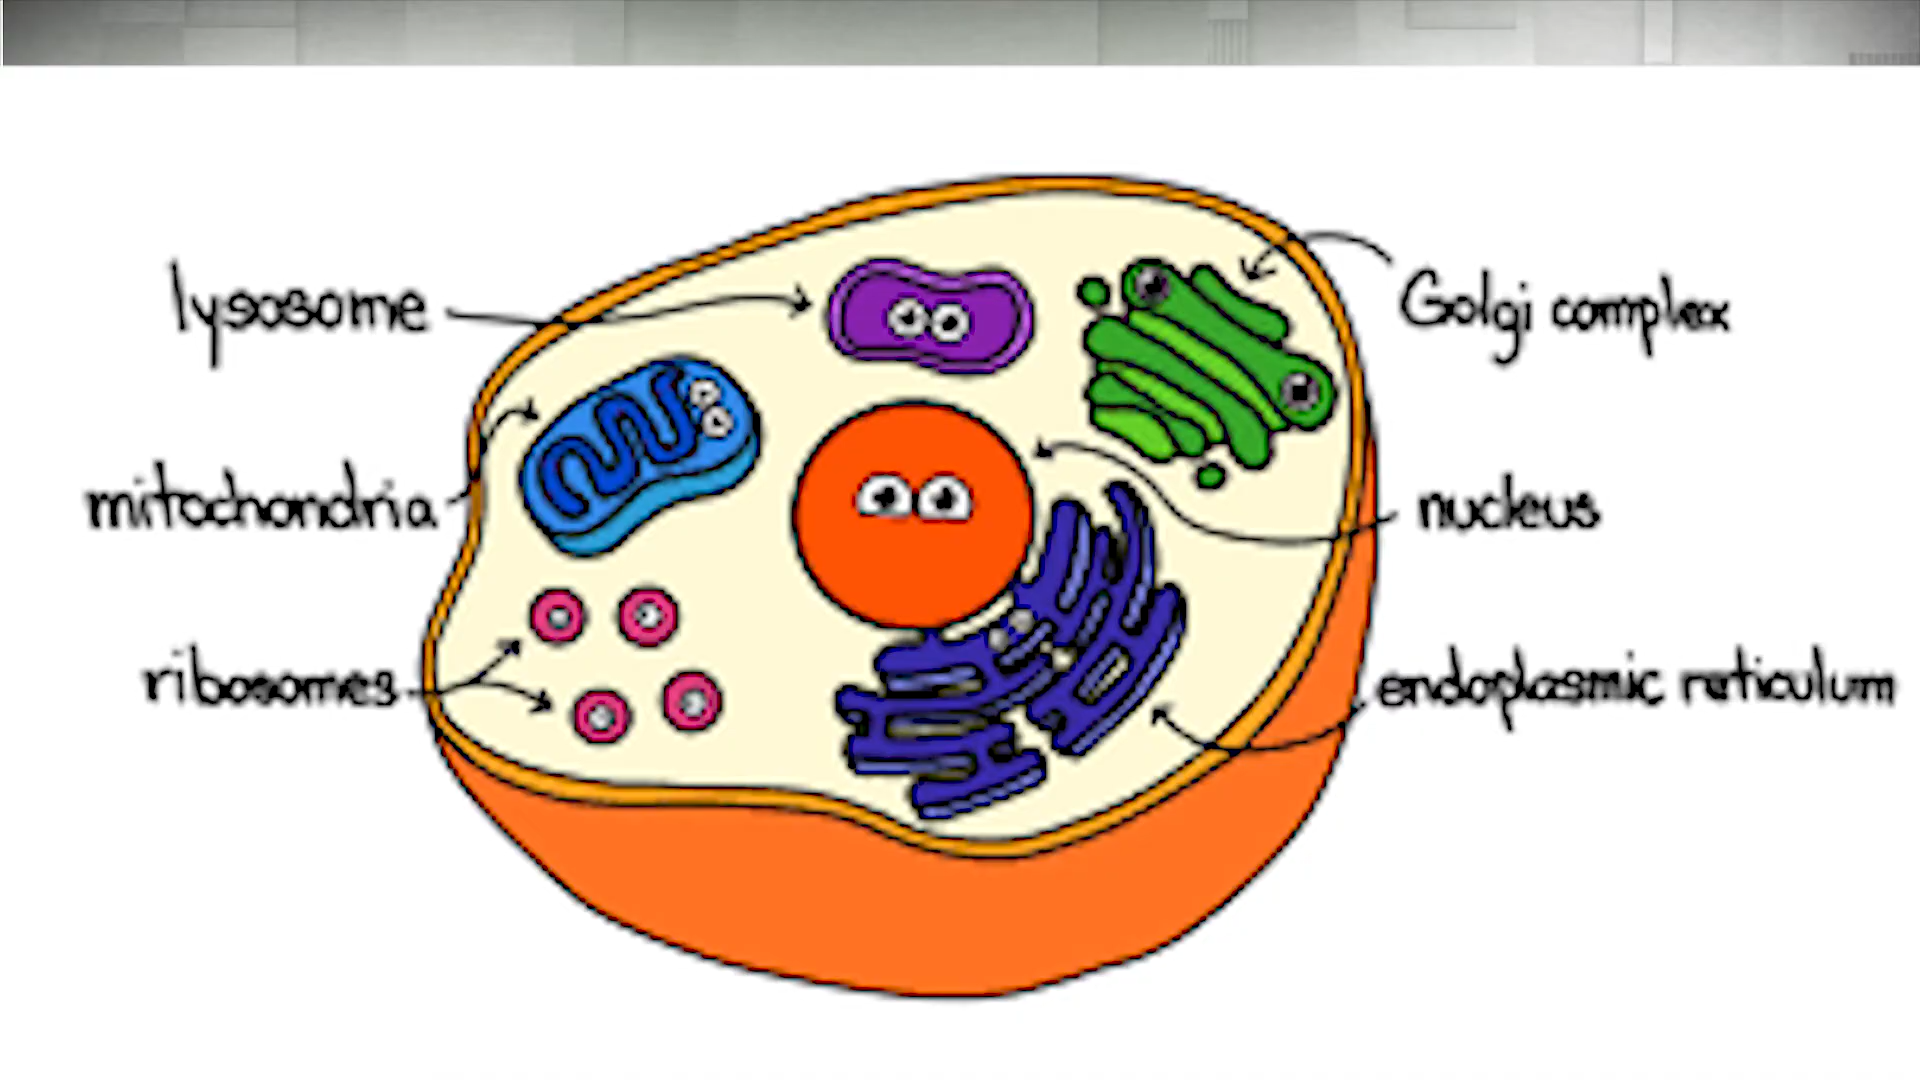 lysosome
Golgi complex
mitochondria
nucleus
ribosomes
endoplasmic reticulum